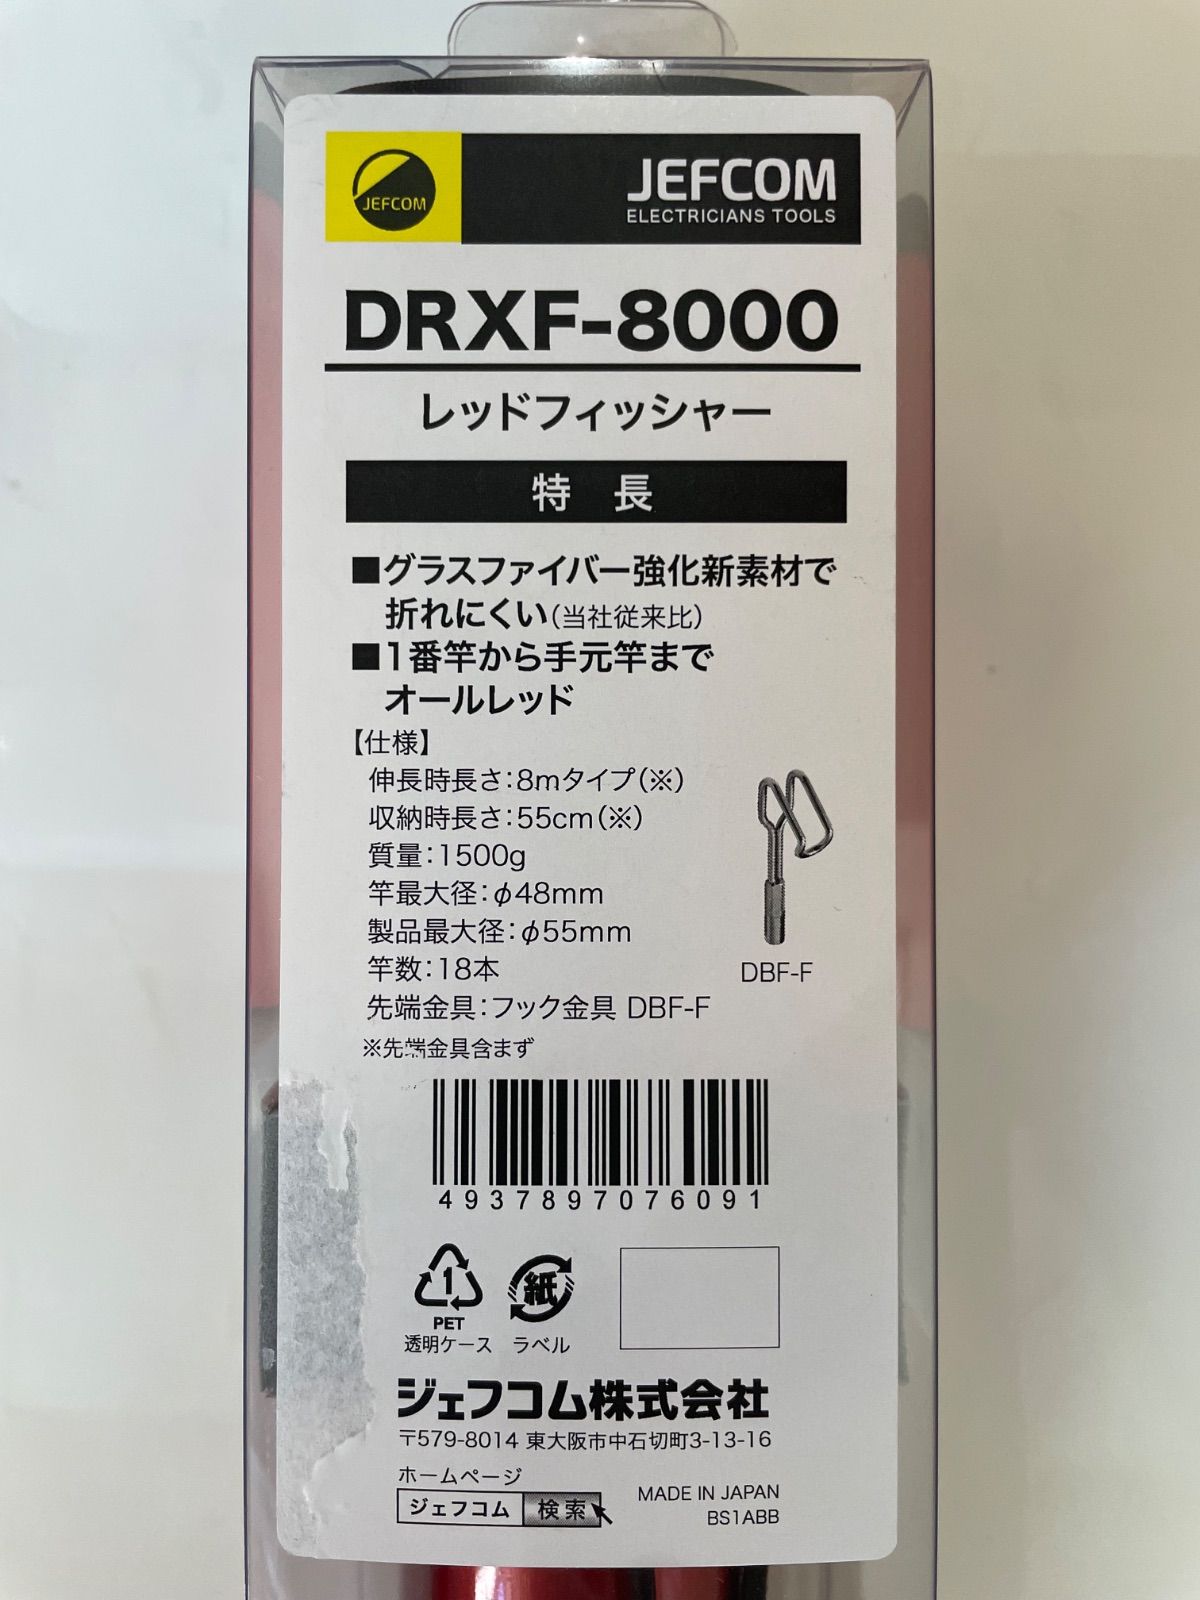 JEFCOM
JEFCOM
ELECTRICIANS TOOLS
DRXF-8000
レッドフィッシャー
特 長
■グラスファイバー強化新素材で
折れにくい(当社従来比)
■1番竿から手元竿まで
オールレッド
【仕様】
伸長時長さ:8mタイプ(※)
収納時長さ:55cm(※)
質量:1500g
竿最大径:φ48mm
製品最大径:φ55mm
竿数:18本
先端金具:フック金具 DBF-F
DBF-F
※先端金具含まず
4937897076091
1
PET
透明ケース
紙
ラベル
ジェフコム株式会社
〒579-8014 東大阪市中石切町3-13-16
ホームページ
ジェフコム 検索
MADE IN JAPAN
BS1ABB